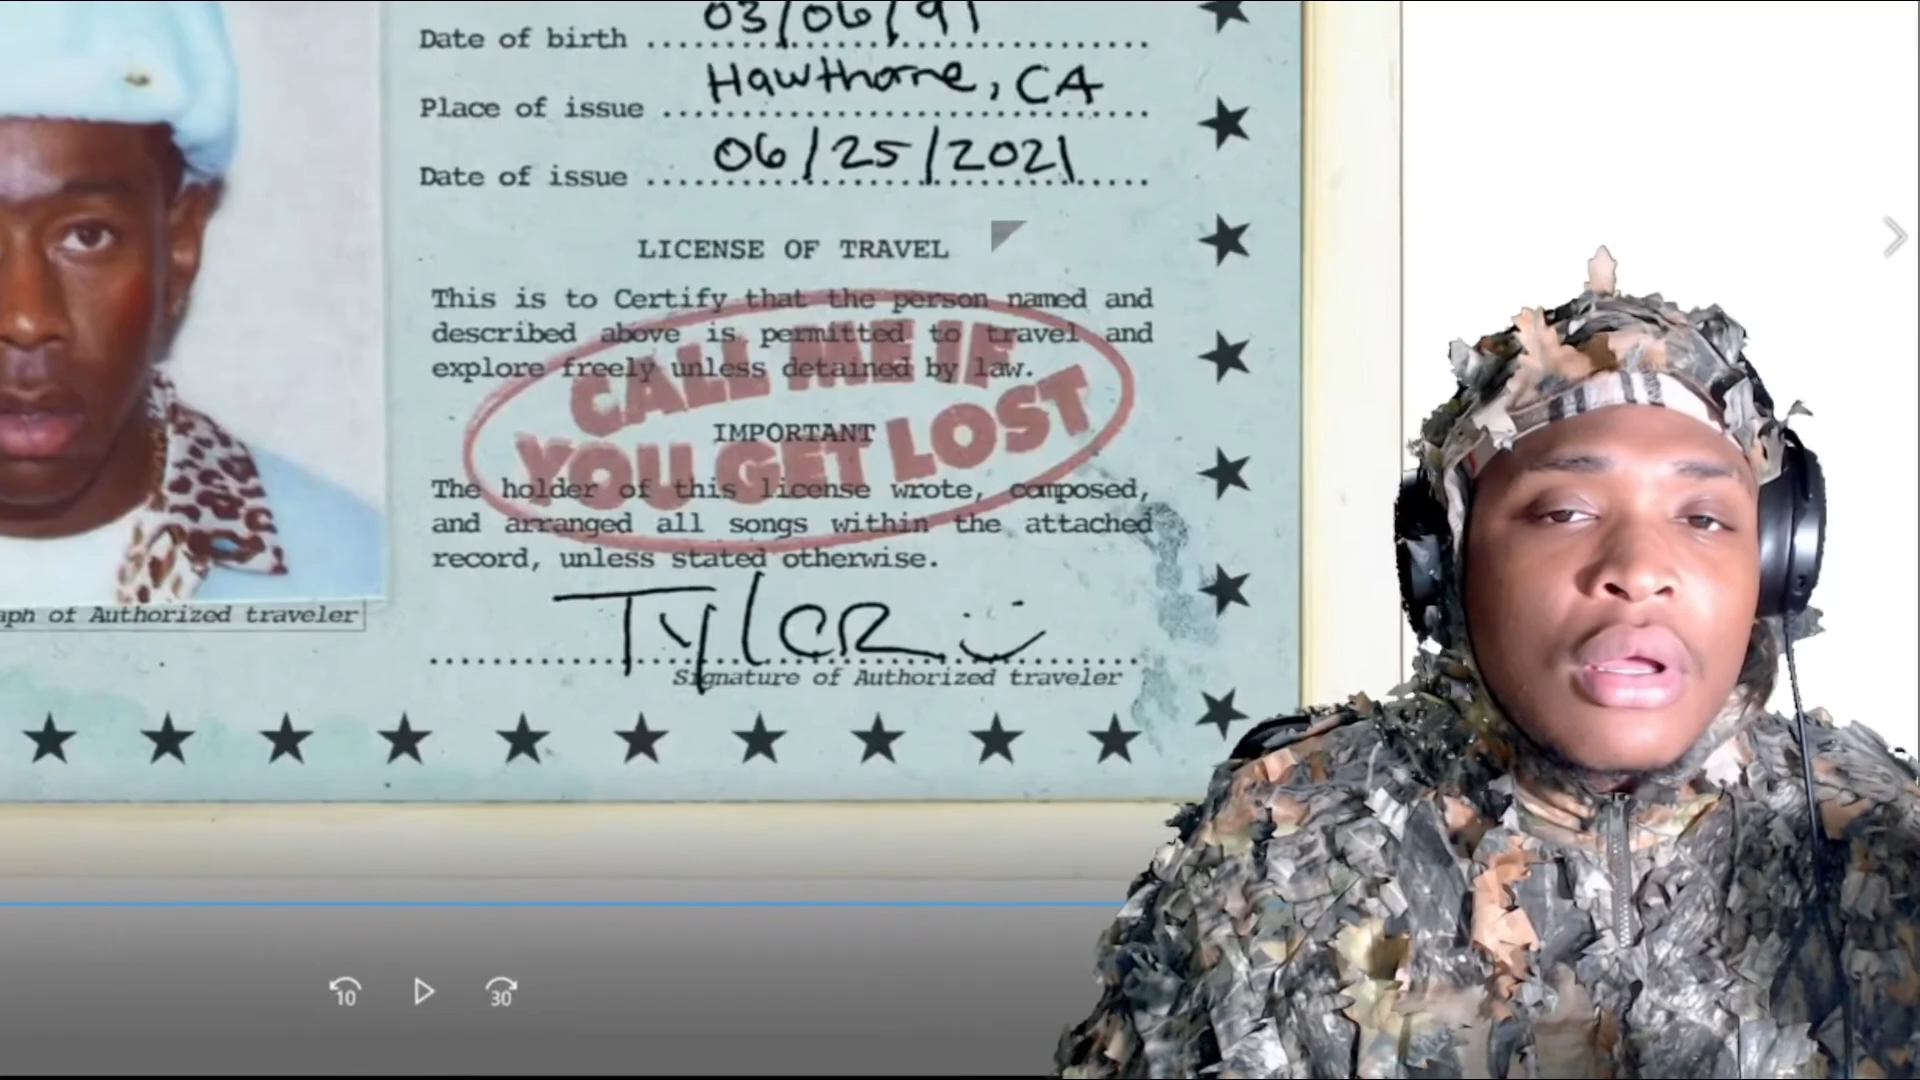 Date of birth 03/06/91
Hawthorne, CA
Place of issue
06/25/2021
Date of issue
LICENSE OF TRAVEL
This is to Certify that the person named and
described above is permitted to travel and
explore freely unless detained by law.
CALL ME IF
YOU GET LOST
IMPORTANT
The holder of this license wrote, composed,
and arranged all songs within the attached
record, unless stated otherwise.
TYLER
Signature of Authorized traveler
of Authorized traveler
10
30